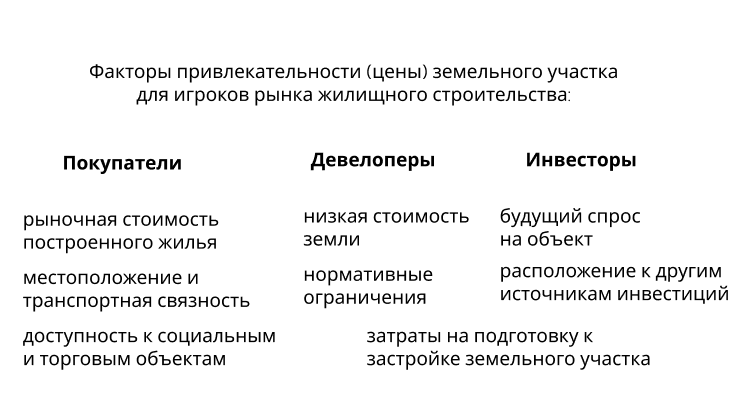 Факторы привлекательности (цены) земельного участка
для игроков рынка жилищного строительства:
Покупатели
рыночная стоимость
построенного жилья
местоположение и
транспортная связность
доступность к социальным
и торговым объектам
Девелоперы
низкая стоимость
земли
нормативные
ограничения
Инвесторы
будущий спрос
на объект
расположение к другим
источникам инвестиций
затраты на подготовку к
застройке земельного участка